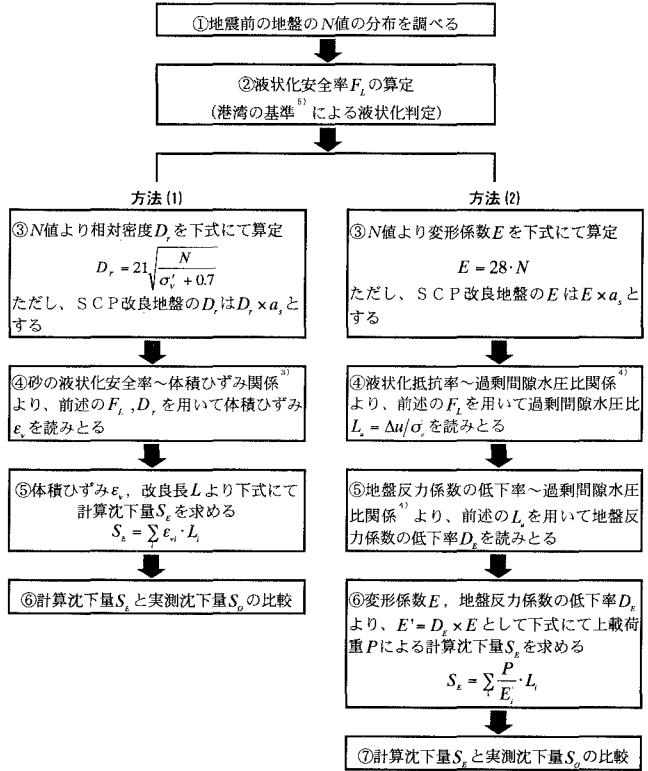 ①地震前の地盤のN値の分布を調べる
②液状化安全率F_Lの算定
(港湾の基準⁵⁾による液状化判定)
方法(1)
③N値より相対密度D_rを下式にて算定
D_r = 21√(N/(σ'_v + 0.7))
ただし、SCP改良地盤のD_rはD_r × a_sと
する
④砂の液状化安全率～体積ひずみ関係³⁾
より、前述のF_L,D_rを用いて体積ひずみ
ε_vを読みとる
⑤体積ひずみε_v, 改良長Lより下式にて
計算沈下量S_Eを求める
S_E = Σ_i ε_vi・L_i
⑥計算沈下量S_Eと実測沈下量S_Oの比較
方法(2)
③N値より変形係数Eを下式にて算定
E = 28・N
ただし、SCP改良地盤のEはE × a_sと
する
④液状化抵抗率～過剰間隙水圧比関係⁴⁾
より、前述のF_Lを用いて過剰間隙水圧比
L_u = Δu/σ'_vを読みとる
⑤地盤反力係数の低下率～過剰間隙水圧
比関係⁴⁾より、前述のL_uを用いて地盤反
力係数の低下率D_Eを読みとる
⑥変形係数E, 地盤反力係数の低下率D_E
より、E' = D_E × Eとして下式にて上載荷
重Pによる計算沈下量S_Eを求める
S_E = Σ_i P/E'_i・L_i
⑦計算沈下量S_Eと実測沈下量S_Oの比較